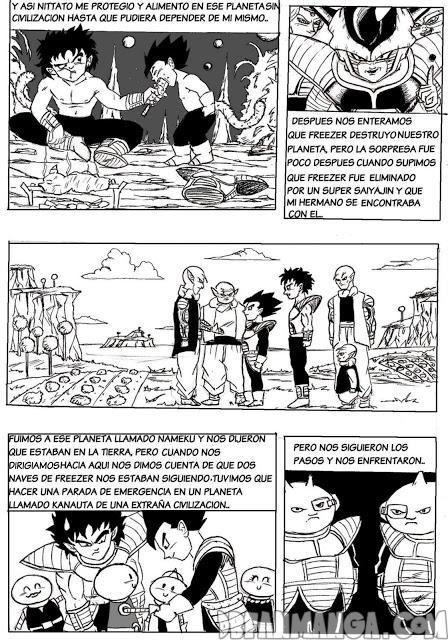 Y ASI NITTATO ME PROTEGIO Y ALIMENTO EN ESE PLANETA SIN
CIVILIZACION HASTA QUE PUDIERA DEPENDER DE MI MISMO..
DESPUES NOS ENTERAMOS
QUE FREEZER DESTRUYO NUESTRO
PLANETA, PERO LA SORPRESA FUE
POCO DESPUES CUANDO SUPIMOS
QUE FREEZER FUE ELIMINADO
POR UN SUPER SAIYAJIN Y QUE
MI HERMANO SE ENCONTRABA
CON EL..
FUIMOS A ESE PLANETA LLAMADO NAMEKU Y NOS DIJERON
QUE ESTABAN EN LA TIERRA, PERO CUANDO NOS
DIRIGIAMOS HACIA AQUI NOS DIMOS CUENTA DE QUE DOS
NAVES DE FREEZER NOS ESTABAN SIGUIENDO.TUVIMOS QUE
HACER UNA PARADA DE EMERGENCIA EN UN PLANETA
LLAMADO KANAUTA DE UNA EXTRAÑA CIVILIZACION..
PERO NOS SIGUIERON LOS
PASOS Y NOS ENFRENTARON..